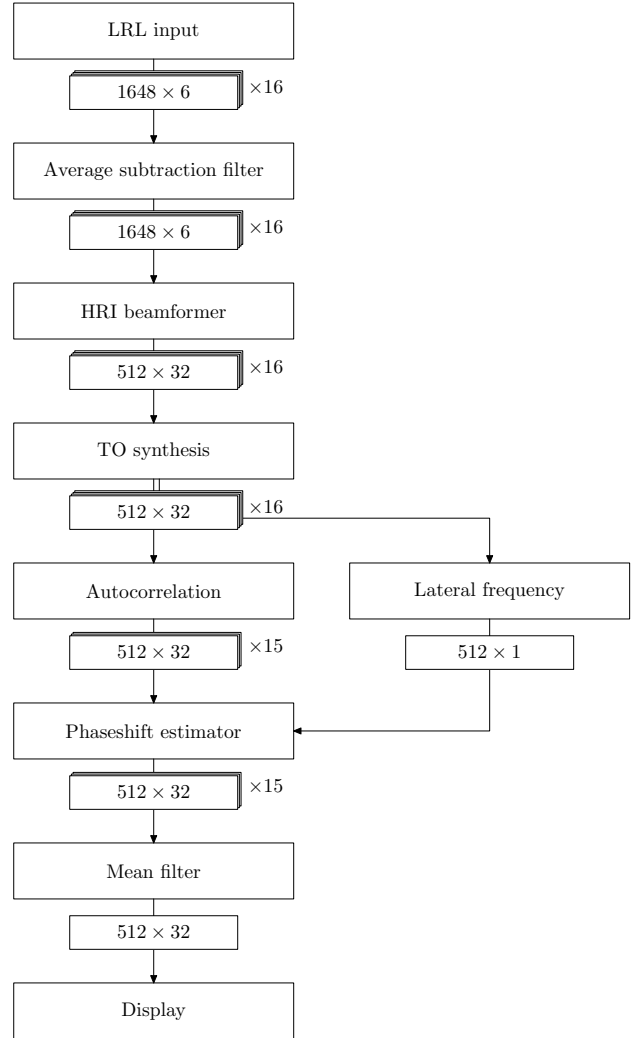 LRL input
1648 × 6
×16
Average subtraction filter
1648 × 6
×16
HRI beamformer
512 × 32
×16
TO synthesis
512 × 32
×16
Autocorrelation
Lateral frequency
512 × 32
×15
512 × 1
Phaseshift estimator
512 × 32
×15
Mean filter
512 × 32
Display